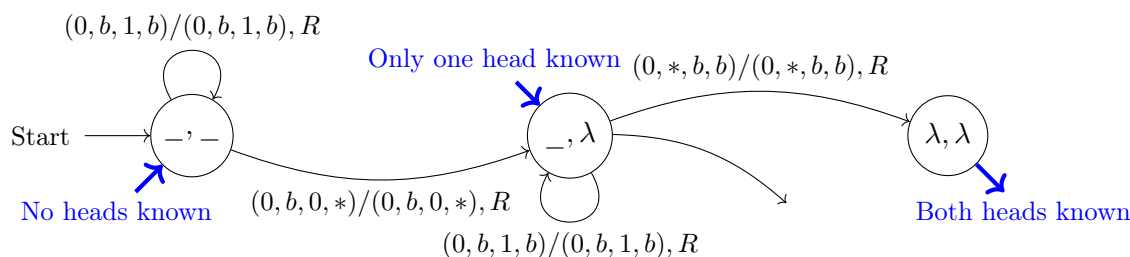 (0, b, 1, b)/(0, b, 1, b), R
Only one head known
(0, *, b, b)/(0, *, b, b), R
Start
_, _
_, λ
λ, λ
No heads known
(0, b, 0, *)/(0, b, 0, *), R
Both heads known
(0, b, 1, b)/(0, b, 1, b), R